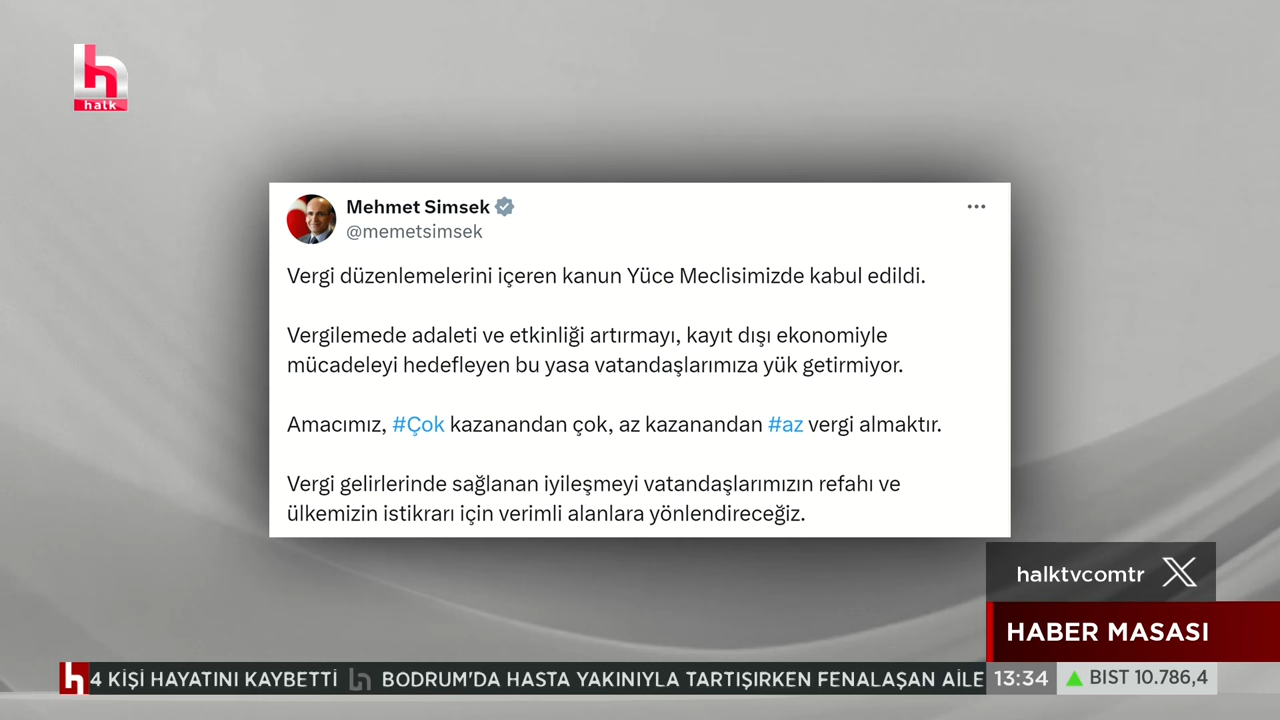 h
halk
Mehmet Simsek
@memetsimsek
Vergi düzenlemelerini içeren kanun Yüce Meclisimizde kabul edildi.
Vergilemede adaleti ve etkinliği artırmayı, kayıt dışı ekonomiyle
mücadeleyi hedefleyen bu yasa vatandaşlarımıza yük getirmiyor.
Amacımız, #Çok kazanandan çok, az kazanandan #az vergi almaktır.
Vergi gelirlerinde sağlanan iyileşmeyi vatandaşlarımızın refahı ve
ülkemizin istikrarı için verimli alanlara yönlendireceğiz.
halktvcomtr X
HABER MASASI
h 4 KİŞİ HAYATINI KAYBETTİ h BODRUM'DA HASTA YAKINIYLA TARTIŞIRKEN FENALAŞAN AİLE 13:34 BIST 10.786,4